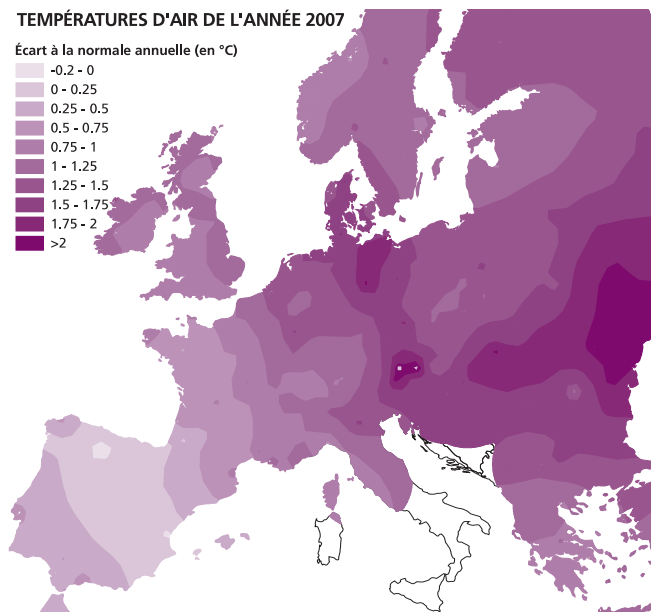 TEMPÉRATURES D'AIR DE L'ANNÉE 2007
Écart à la normale annuelle (en °C)
-0.2 - 0
0 - 0.25
0.25 - 0.5
0.5 - 0.75
0.75 - 1
1 - 1.25
1.25 - 1.5
1.5 - 1.75
1.75 - 2
>2